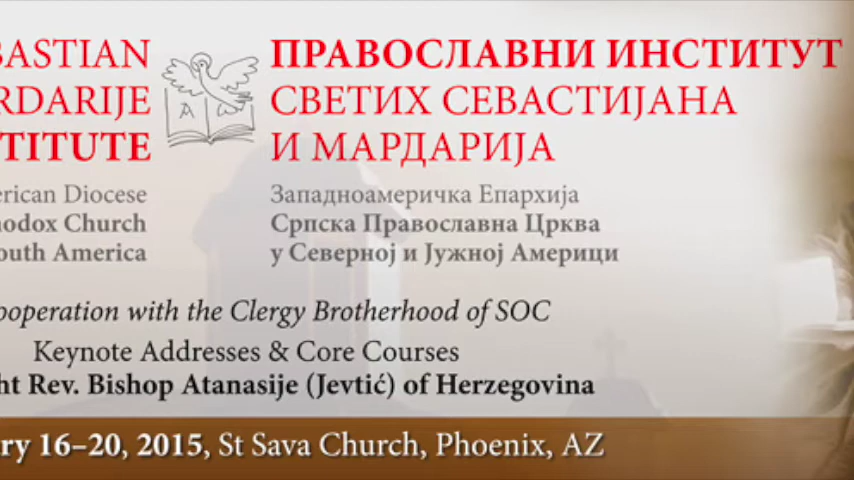 BASTIAN
RDARIJE
TITUTE
ПРАВОСЛАВНИ ИНСТИТУТ
СВЕТИХ СЕВАСТИЈАНА
И МАРДАРИЈА
erican Diocese
hodox Church
outh America
Западноамеричка Епархија
Српска Православна Црква
у Северној и Јужној Америци
ooperation with the Clergy Brotherhood of SOC
Keynote Addresses & Core Courses
ht Rev. Bishop Atanasije (Jevtić) of Herzegovina
ry 16–20, 2015, St Sava Church, Phoenix, AZ